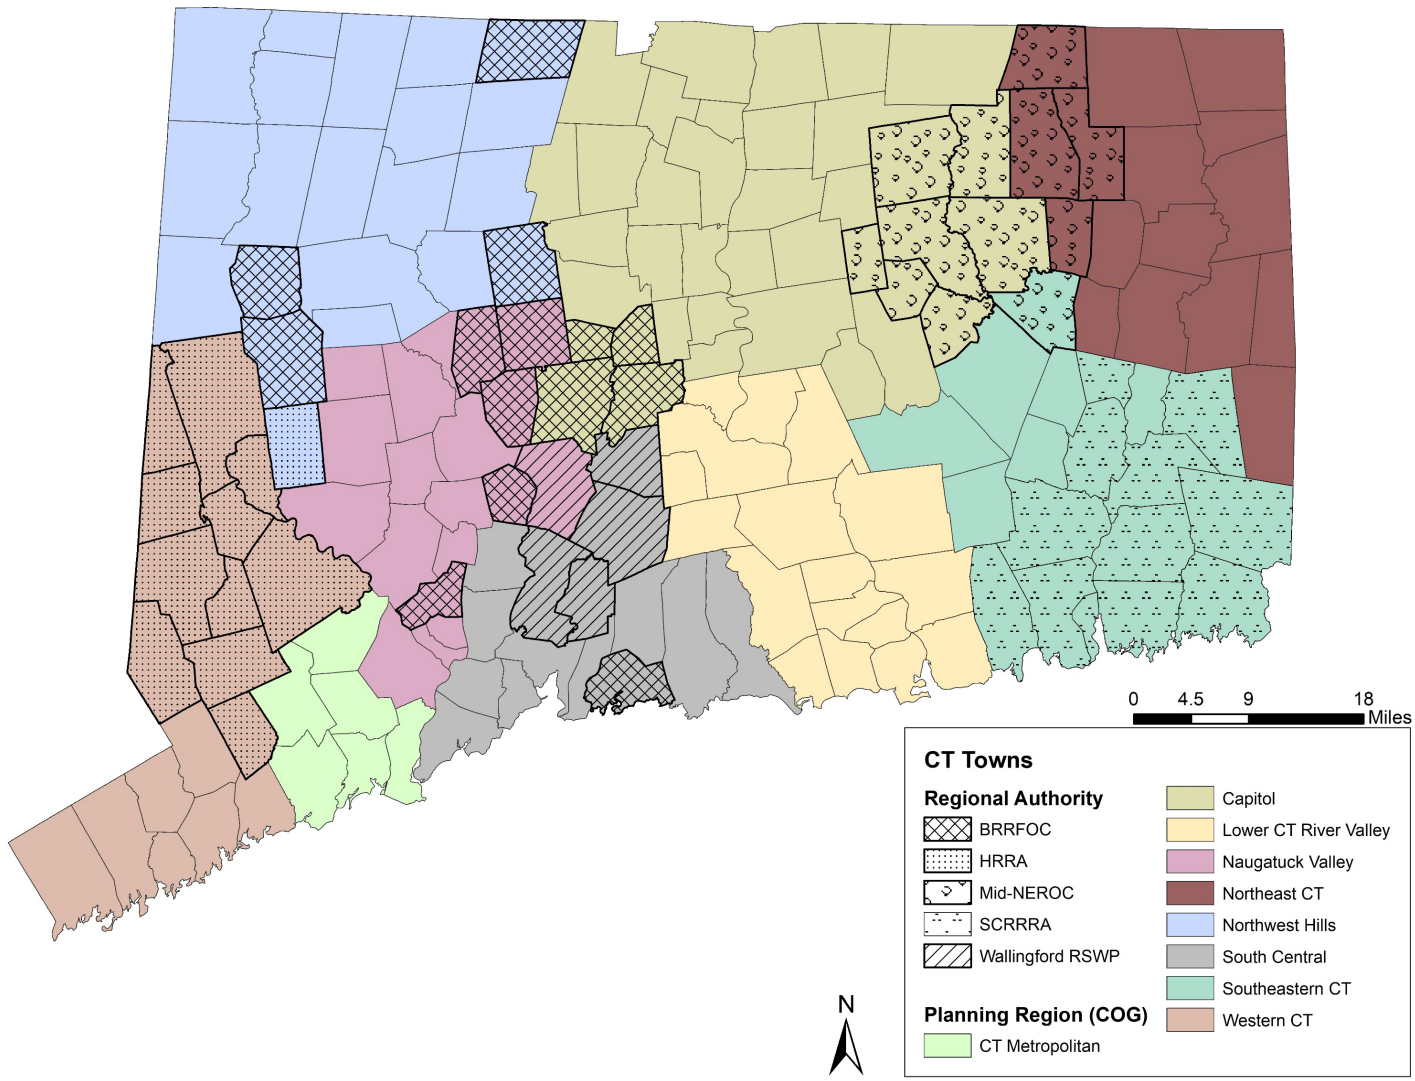 0 4.5 9 18
Miles
CT Towns
Regional Authority
BRRFOC
HRRA
Mid-NEROC
SCRRRA
Wallingford RSWP
Planning Region (COG)
CT Metropolitan
Capitol
Lower CT River Valley
Naugatuck Valley
Northeast CT
Northwest Hills
South Central
Southeastern CT
Western CT
N